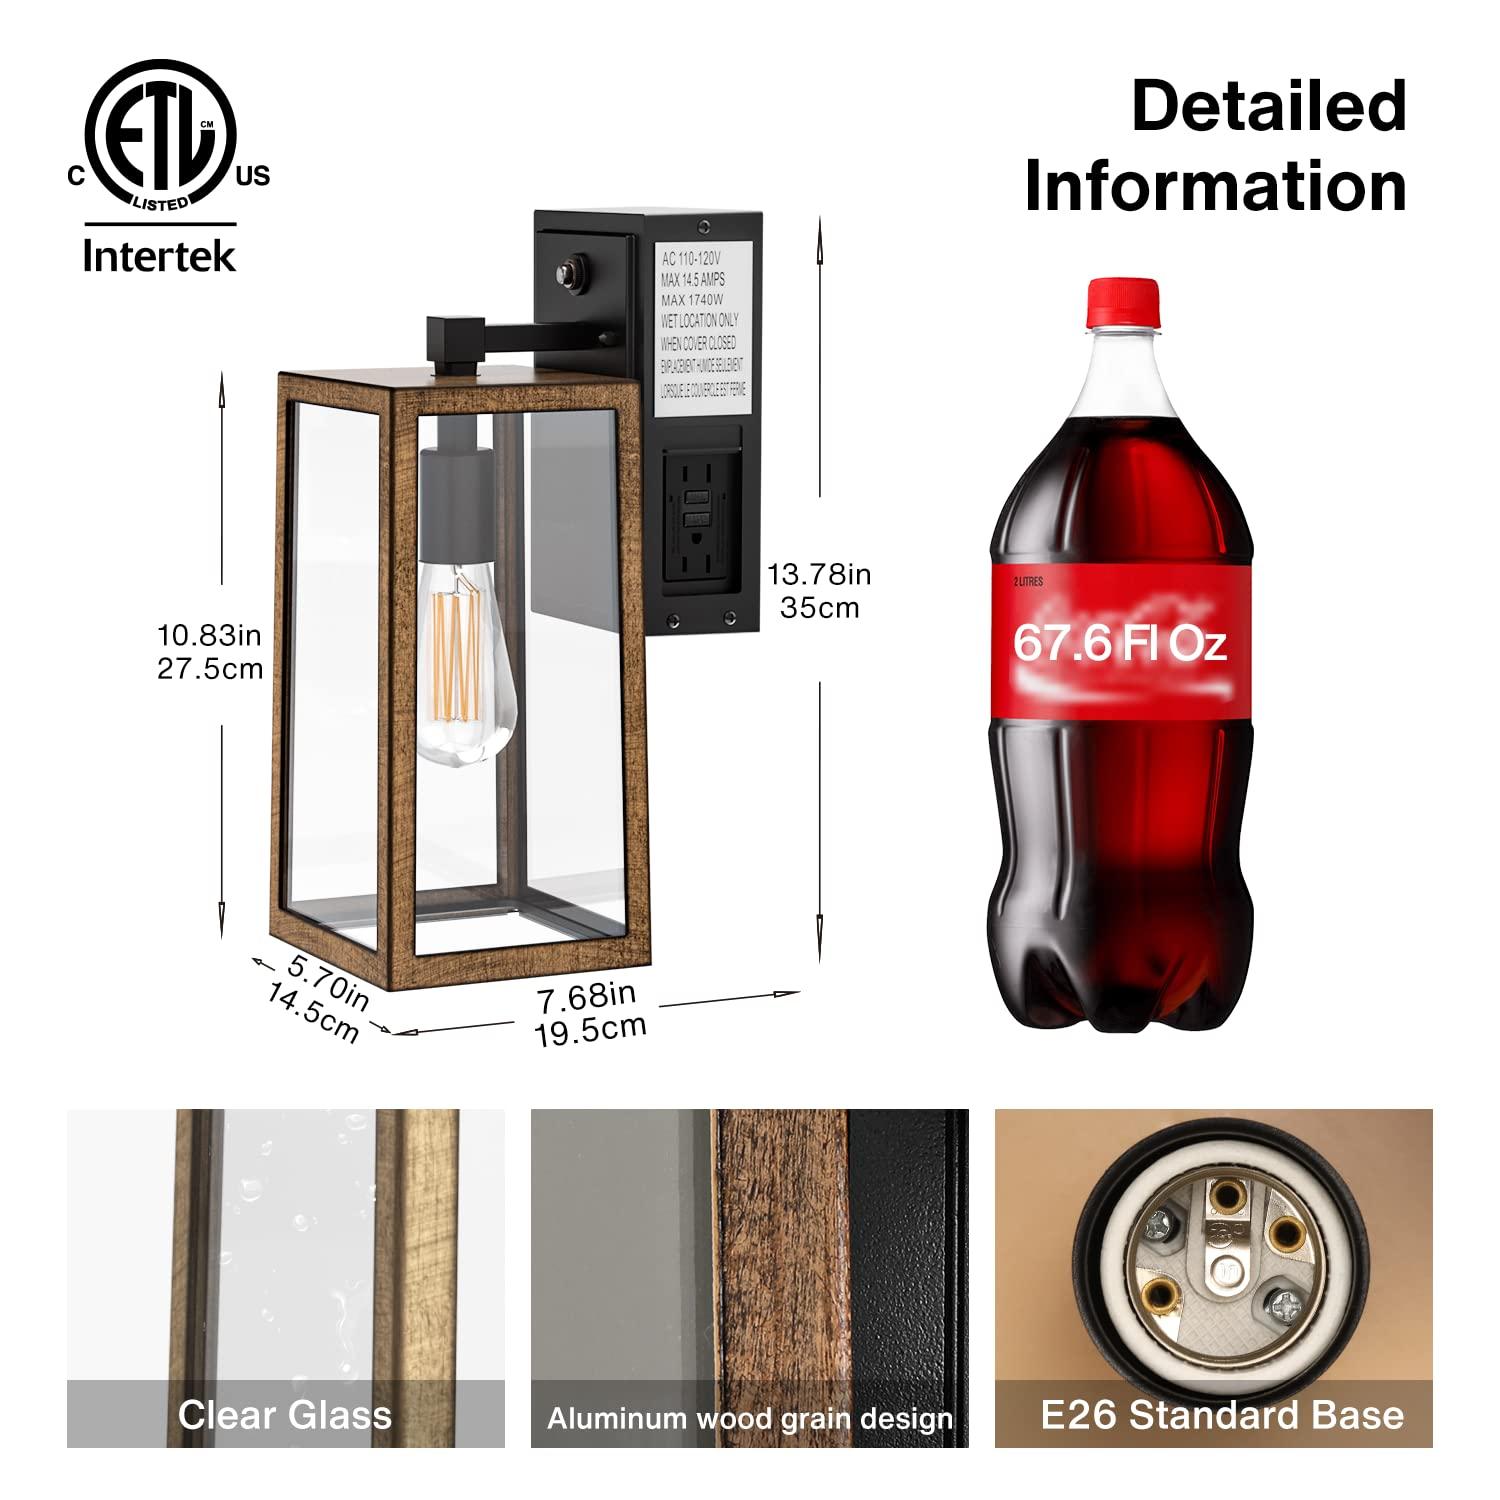 ETL CM
C US
LISTED
Intertek
Detailed
Information
AC 110-120V
MAX 14.5 AMPS
MAX 1740W
WET LOCATION ONLY
WHEN COVER CLOSED
EMPLACEMENT HUMIDE SEULEMENT
LORSQUE LE COUVERCLE EST FERME
10.83in
27.5cm
13.78in
35cm
5.70in
14.5cm
7.68in
19.5cm
2 LITRES
67.6 Fl Oz
Clear Glass
Aluminum wood grain design
E26 Standard Base